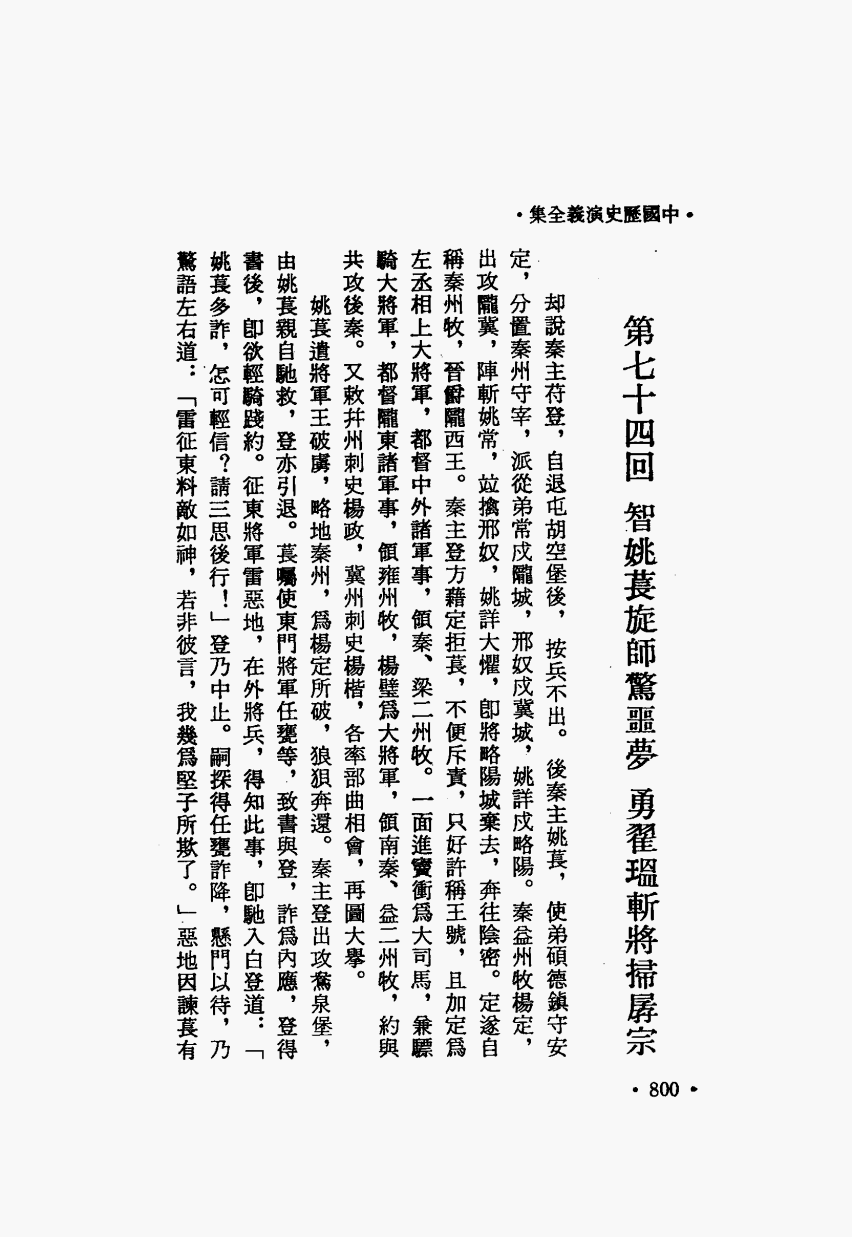 •中國歷史演義全集•
第七十四回 智姚萇旋師驚噩夢 勇翟瑥斬將掃孱宗
却說秦主苻登，自退屯胡空堡後，按兵不出。後秦主姚萇，使弟碩德鎮守安
定，分置秦州守宰，派從弟常戍隴城，邢奴戍冀城，姚詳戍略陽。秦益州牧楊定，
出攻隴冀，陣斬姚常，竝擒邢奴，姚詳大懼，卽將略陽城棄去，奔往陰密。定遂自
稱秦州牧，晉爵隴西王。秦主登方藉定拒萇，不便斥責，只好許稱王號，且加定爲
左丞相上大將軍，都督中外諸軍事，領秦、梁二州牧。一面進竇衝爲大司馬，兼驃
騎大將軍，都督隴東諸軍事，領雍州牧，楊璧爲大將軍，領南秦、益二州牧，約與
共攻後秦。又敕幷州刺史楊政，冀州刺史楊楷，各率部曲相會，再圖大擧。
姚萇遣將軍王破虜，略地秦州，爲楊定所破，狼狽奔還。秦主登出攻鴦泉堡，
由姚萇親自馳救，登亦引退。萇囑使東門將軍任甕等，致書與登，詐爲內應，登得
書後，卽欲輕騎踐約。征東將軍雷惡地，在外將兵，得知此事，卽馳入白登道：「
姚萇多詐，怎可輕信？請三思後行！」登乃中止。嗣探得任甕詐降，懸門以待，乃
驚語左右道：「雷征東料敵如神，若非彼言，我幾爲堅子所欺了。」惡地因諫萇有
•800•